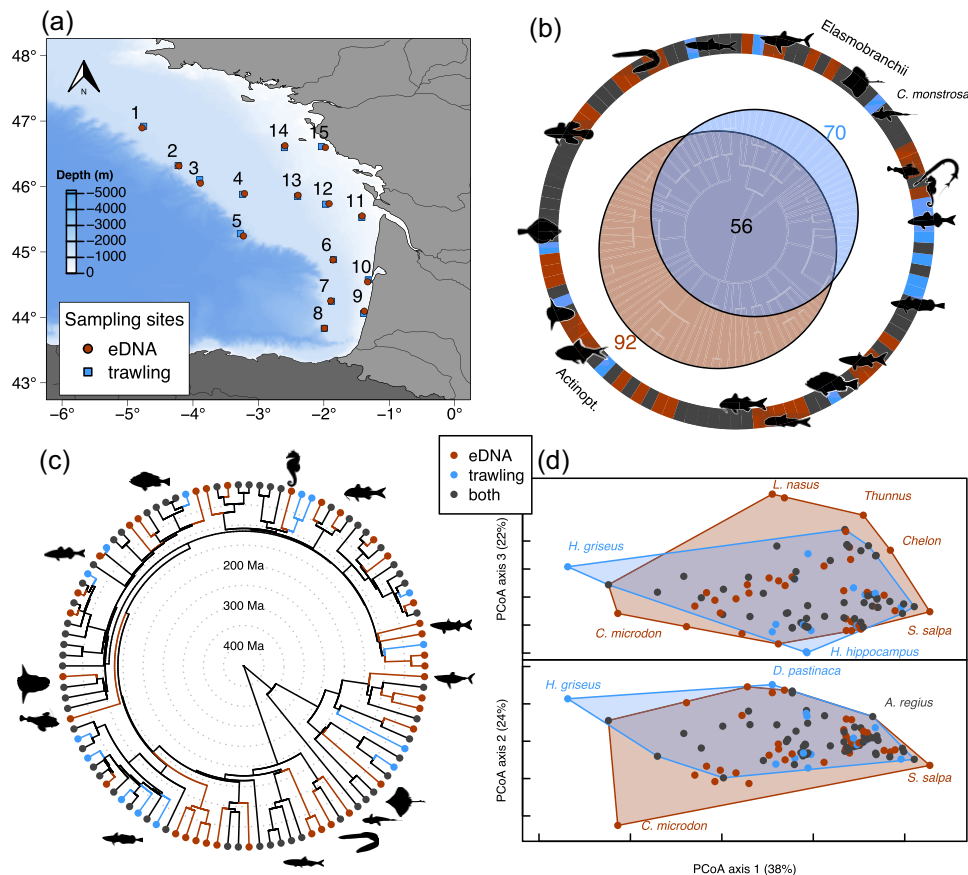 (a)
48°
47°
46°
45°
44°
43°
−6°
−5°
−4°
−3°
−2°
−1°
0°
N
1
2
3
4
5
6
7
8
9
10
11
12
13
14
15
Depth (m)
−5000
−4000
−3000
−2000
−1000
0
Sampling sites
eDNA
trawling
(b)
Elasmobranchii
C. monstrosa
Actinopt.
70
56
92
(c)
200 Ma
300 Ma
400 Ma
eDNA
trawling
both
(d)
PCoA axis 3 (22%)
L. nasus
Thunnus
Chelon
H. griseus
C. microdon
S. salpa
H. hippocampus
PCoA axis 2 (24%)
D. pastinaca
H. griseus
A. regius
S. salpa
C. microdon
PCoA axis 1 (38%)